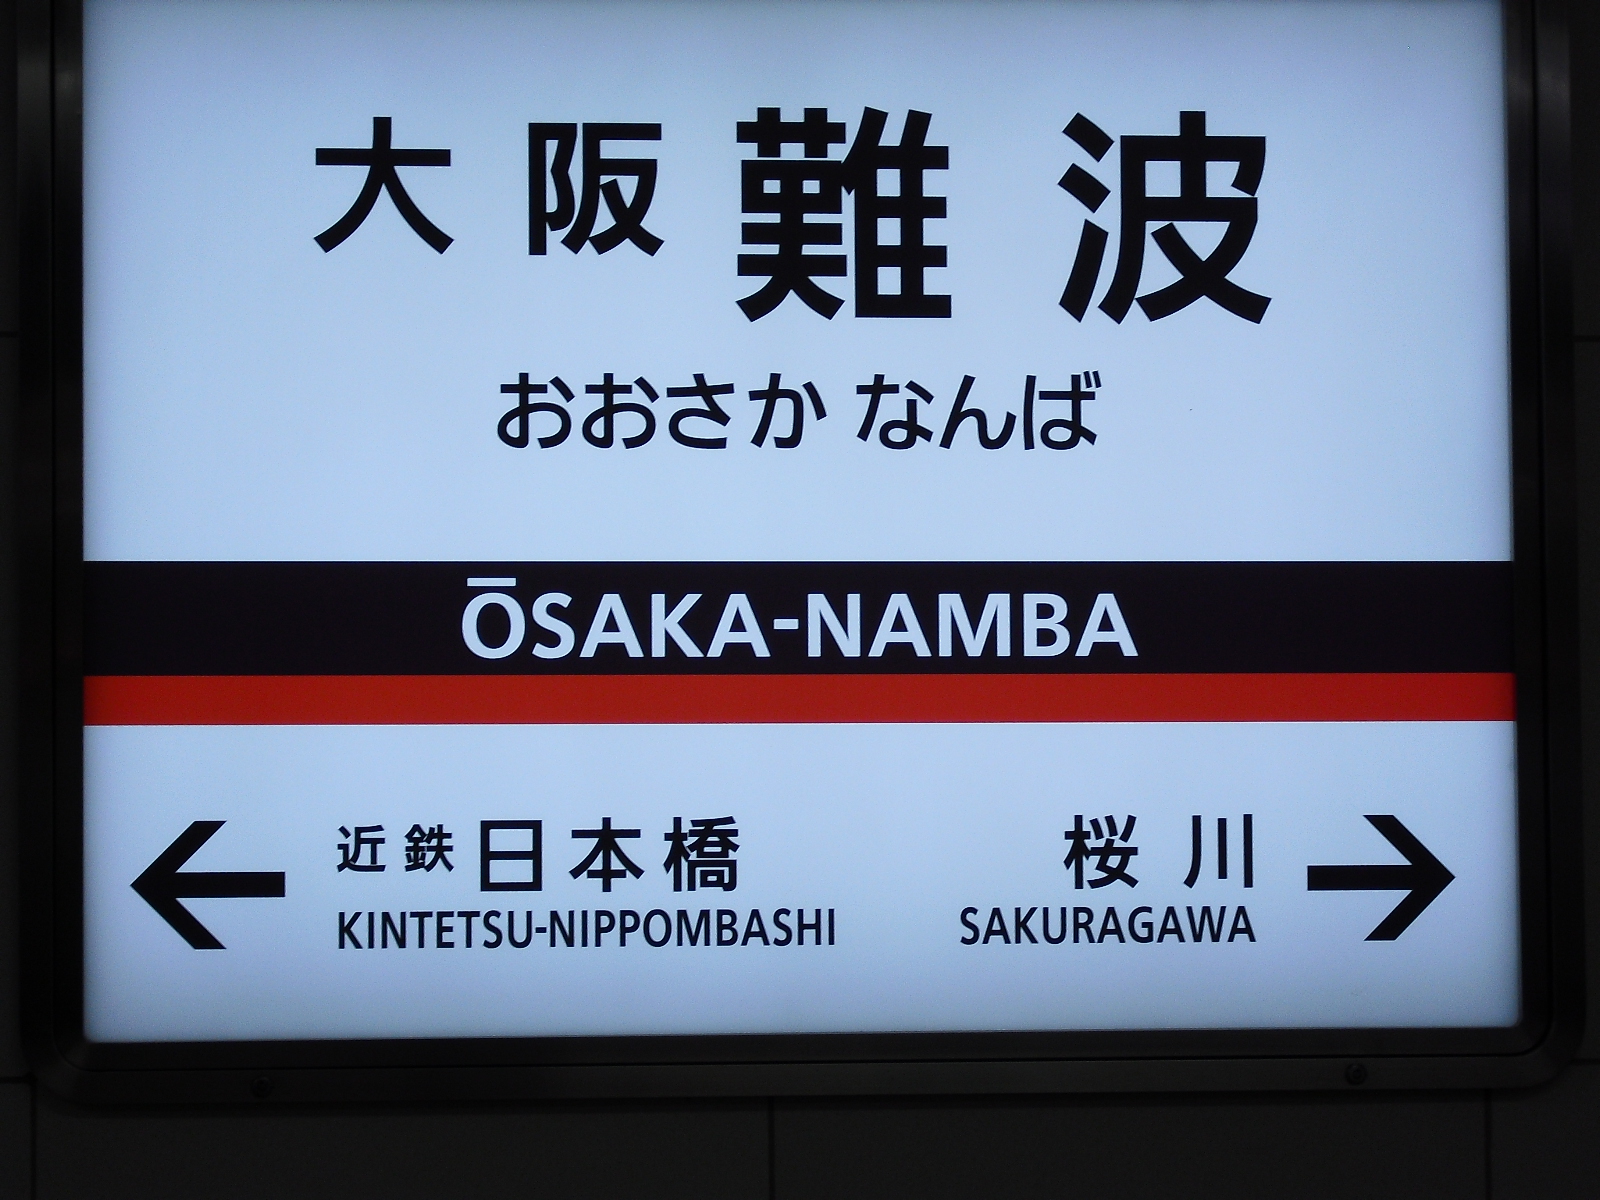 大阪難波
おおさか なんば
ŌSAKA-NAMBA
近鉄日本橋
KINTETSU-NIPPOMBASHI
桜川
SAKURAGAWA